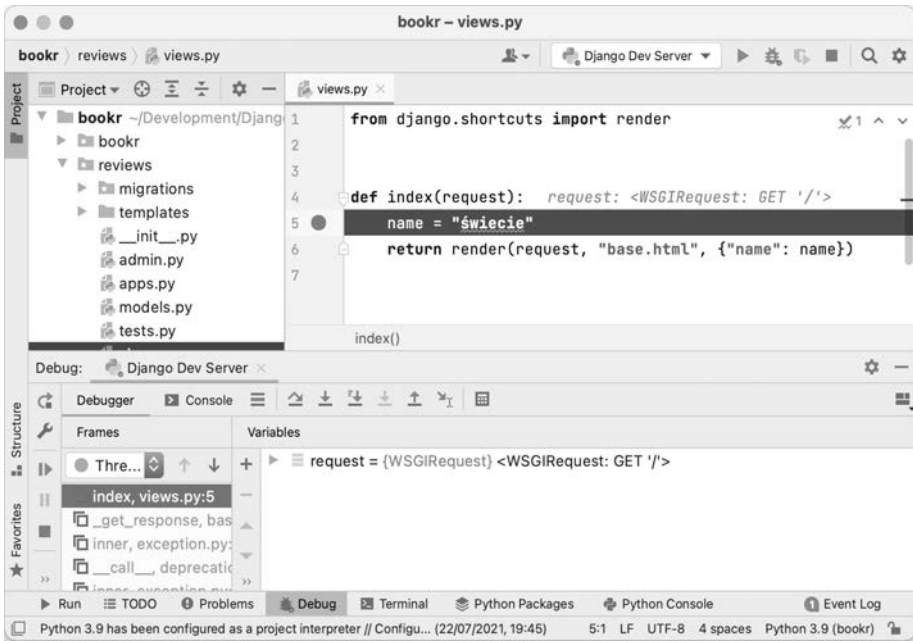 bookr – views.py
bookr reviews views.py Django Dev Server
Project
Project
views.py
bookr ~/Development/Djang
bookr
reviews
migrations
templates
__init__.py
admin.py
apps.py
models.py
tests.py
1 from django.shortcuts import render
1
2
3
4 def index(request): request: <WSGIRequest: GET '/'>
5 name = "świecie"
6 return render(request, "base.html", {"name": name})
7
index()
Debug: Django Dev Server
Debugger Console
Structure
Favorites
Frames
Variables
Thre...
index, views.py:5
_get_response, bas
inner, exception.py:
__call__, deprecatio
request = {WSGIRequest} <WSGIRequest: GET '/'>
Run TODO Problems Debug Terminal Python Packages Python Console 1 Event Log
Python 3.9 has been configured as a project interpreter // Configu... (22/07/2021, 19:45) 5:1 LF UTF-8 4 spaces Python 3.9 (bookr)